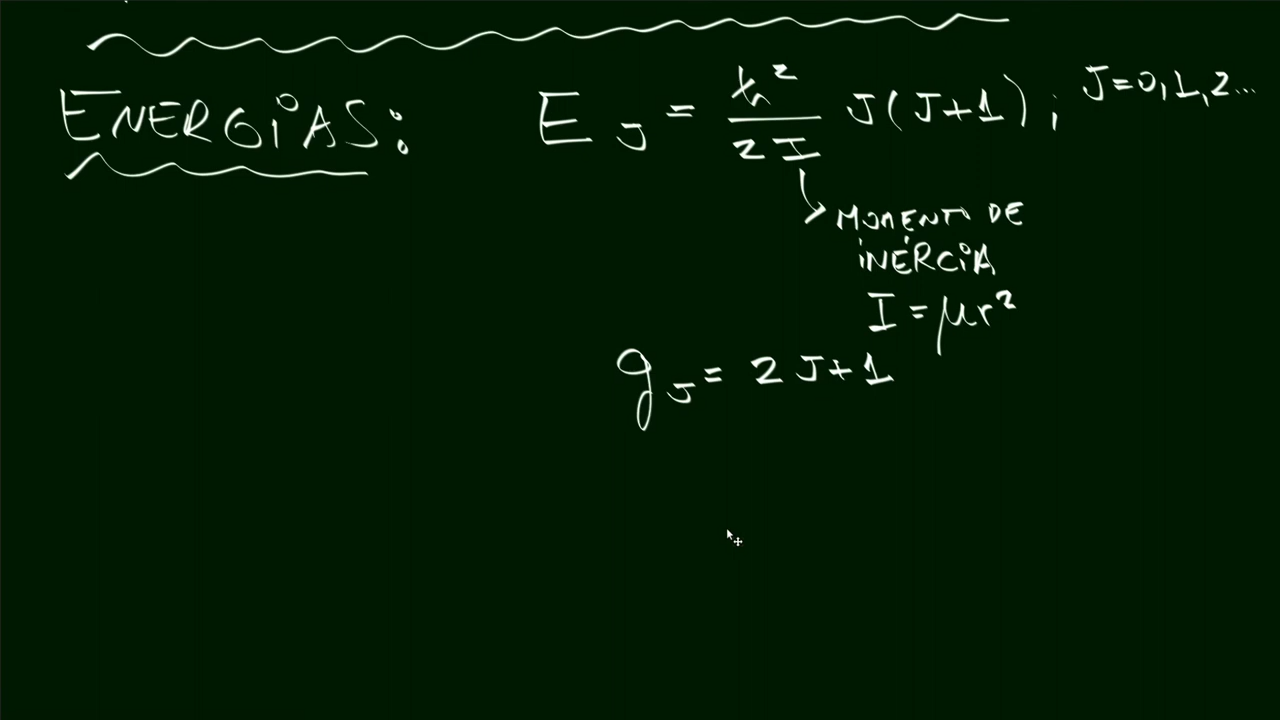 ENERGiAS: E_J = ħ²/2I J(J+1); J=0,1,2...
MOMENTO DE
iNÉRCiA
I = μr²
g_J = 2J+1